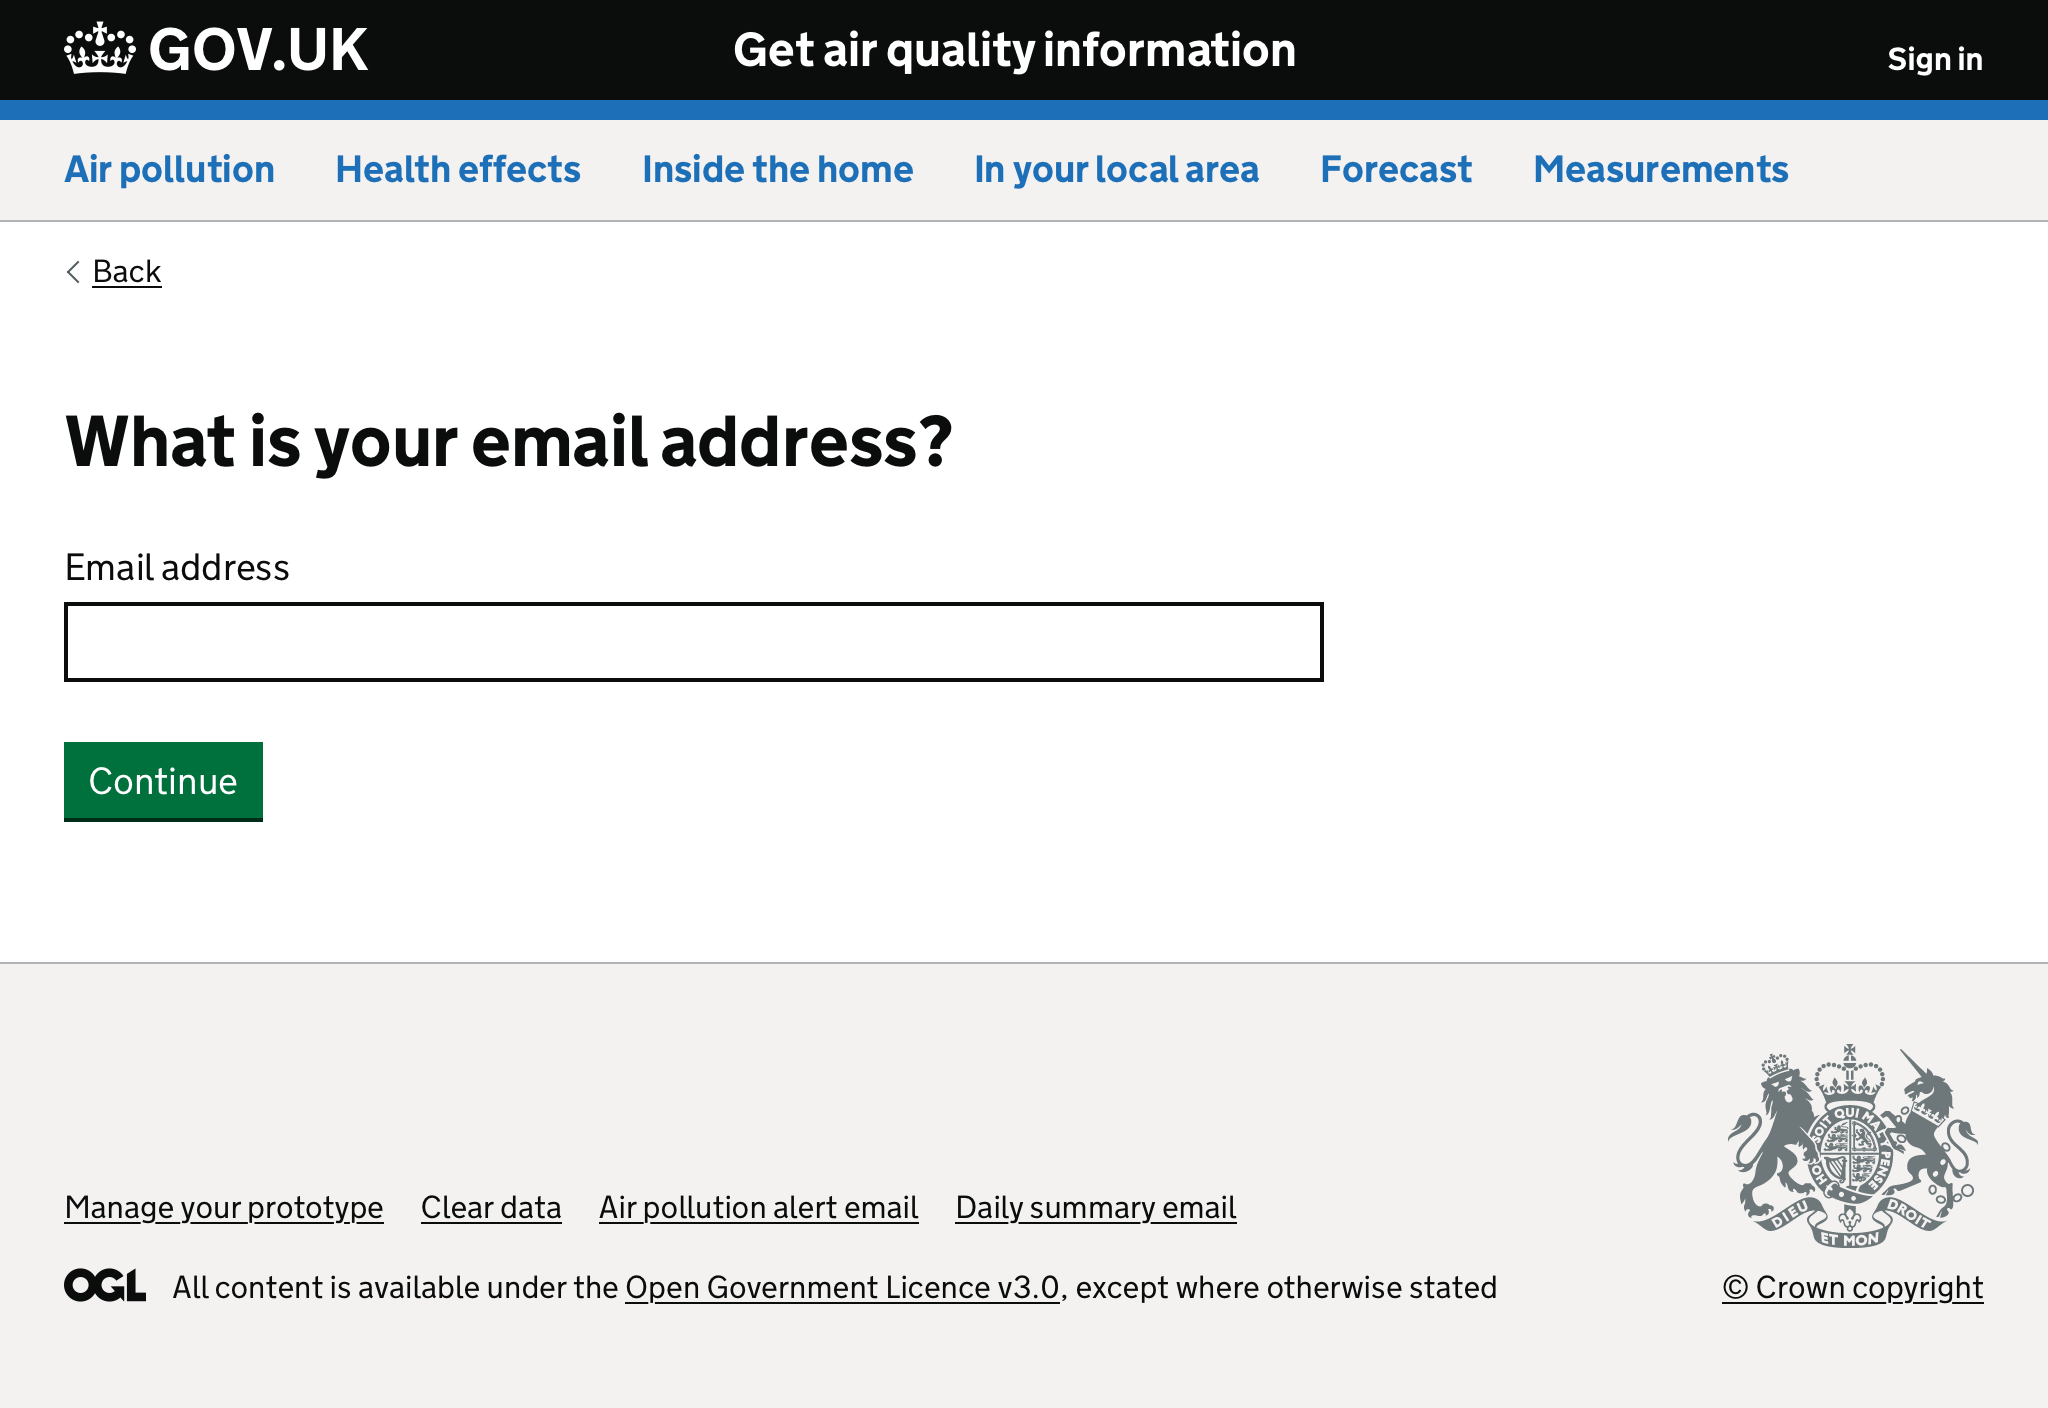 GOV.UK
Get air quality information
Sign in
Air pollution
Health effects
Inside the home
In your local area
Forecast
Measurements
Back
What is your email address?
Email address
Continue
SOIT QUI MAL PENSE
HON
DIEU
ET MON
DROIT
Manage your prototype
Clear data
Air pollution alert email
Daily summary email
OGL All content is available under the Open Government Licence v3.0, except where otherwise stated
© Crown copyright